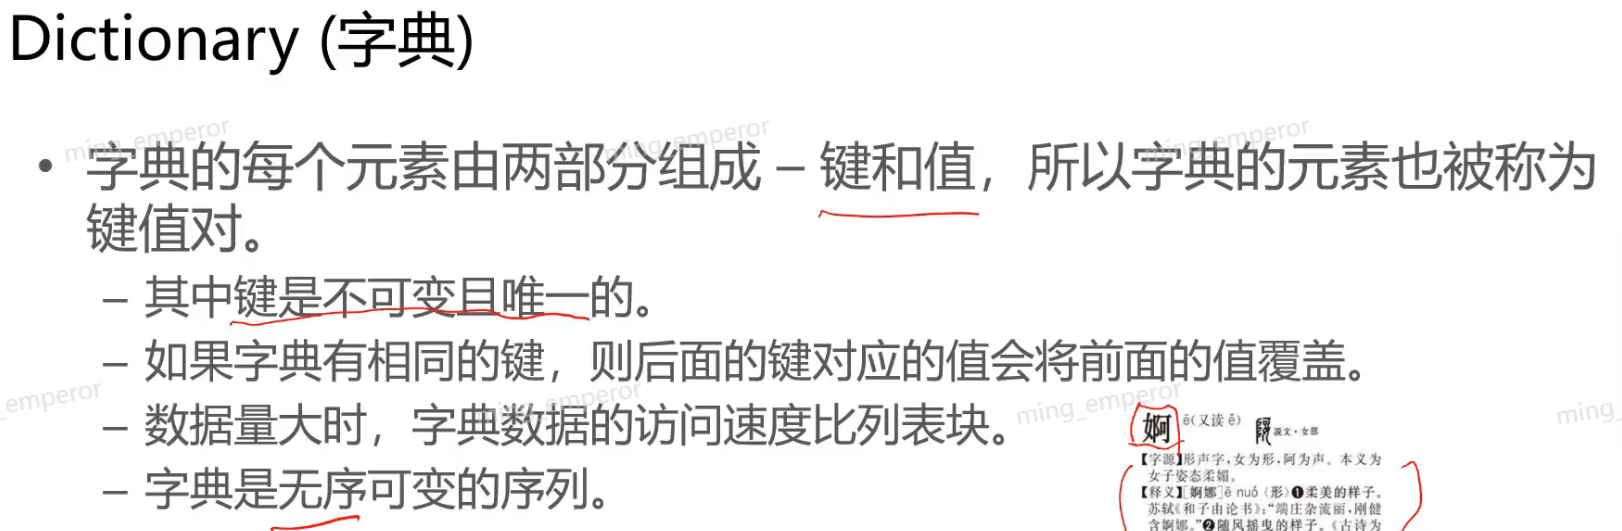 Dictionary (字典)
• 字典的每个元素由两部分组成 – 键和值，所以字典的元素也被称为
键值对。
– 其中键是不可变且唯一的。
– 如果字典有相同的键，则后面的键对应的值会将前面的值覆盖。
– 数据量大时，字典数据的访问速度比列表块。
– 字典是无序可变的序列。
婀 ē(又读ě) 说文·女部
【字源】形声字,女为形,阿为声。本义为
女子姿态柔媚。
【释义】[婀娜]ē nuó〈形〉❶柔美的样子。
苏轼《和子由论书》:“端庄杂流丽,刚健
含婀娜。”❷随风摇曳的样子。《古诗为
ming_emperor
ming_emperor
ming_emperor
_emperor
ming_emperor
ming_emperor
ming_